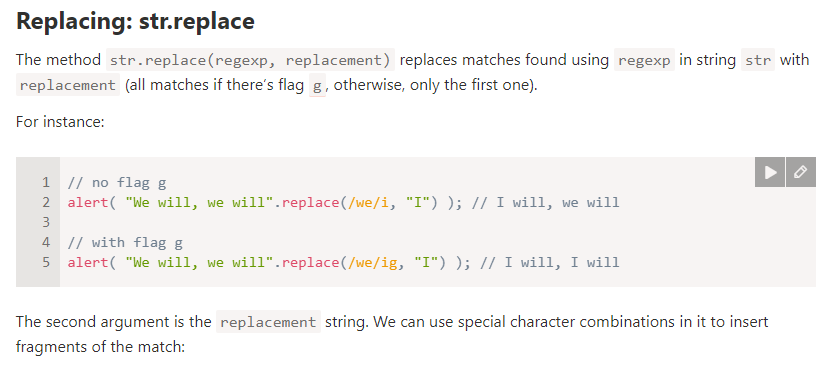 Replacing: str.replace
The method str.replace(regexp, replacement) replaces matches found using regexp in string str with
replacement (all matches if there's flag g, otherwise, only the first one).
For instance:
1 // no flag g
2 alert( "We will, we will".replace(/we/i, "I") ); // I will, we will
3
4 // with flag g
5 alert( "We will, we will".replace(/we/ig, "I") ); // I will, I will
The second argument is the replacement string. We can use special character combinations in it to insert
fragments of the match: